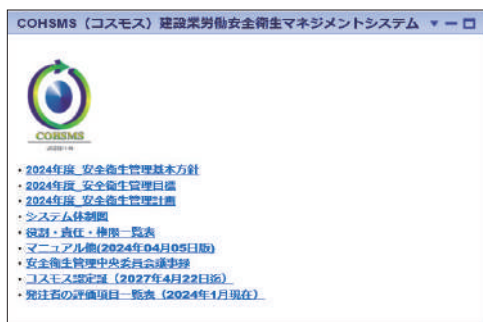 COHSMS（コスモス）建設業労働安全衛生マネジメントシステム
COHSMS
・2024年度_安全衛生管理基本方針
・2024年度_安全衛生管理目標
・2024年度_安全衛生管理計画
・システム体制図
・役割・責任・権限一覧表
・マニュアル他(2024年04月05日版)
・安全衛生管理中央委員会議事録
・コスモス認定証（2027年4月22日迄）
・発注者の評価項目一覧表（2024年1月現在）